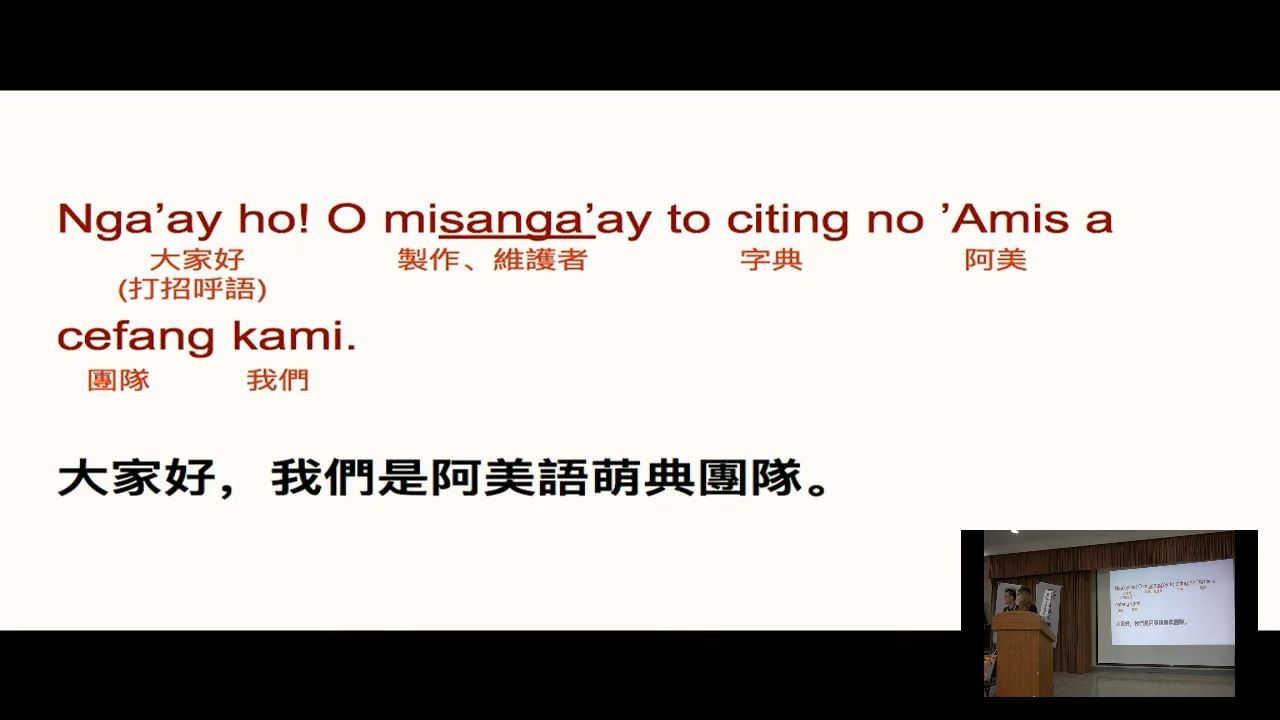 Nga’ay ho! O misanga’ay to citing no ’Amis a
大家好 製作、維護者 字典 阿美
(打招呼語)
cefang kami.
團隊 我們
大家好，我們是阿美語萌典團隊。